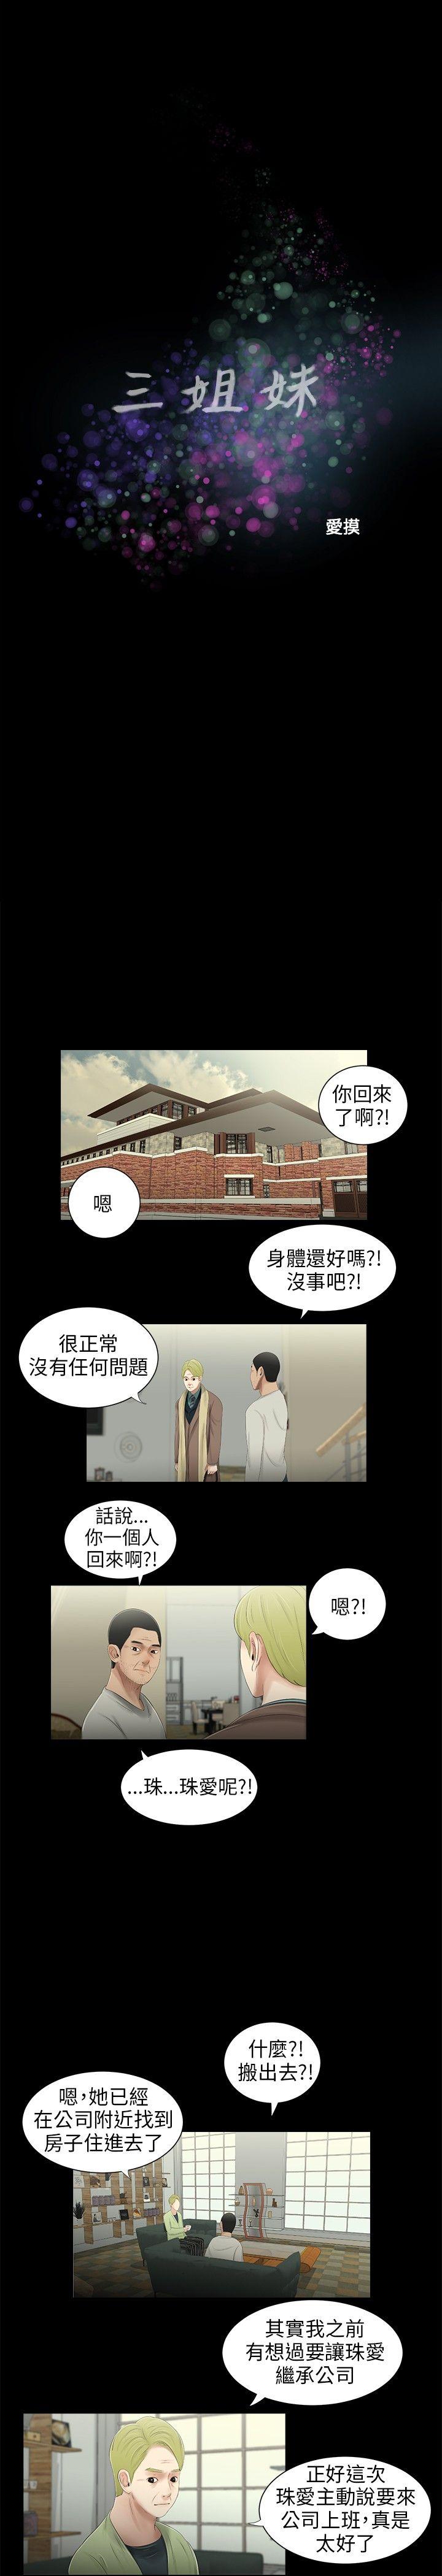 三姐妹
愛摸
你回來
了啊?!
嗯
身體還好嗎?!
沒事吧?!
很正常
沒有任何問題
話說...
你一個人
回來啊?!
嗯?!
...珠...珠愛呢?!
什麼?!
搬出去?!
嗯,她已經
在公司附近找到
房子住進去了
其實我之前
有想過要讓珠愛
繼承公司
正好這次
珠愛主動說要來
公司上班,真是
太好了